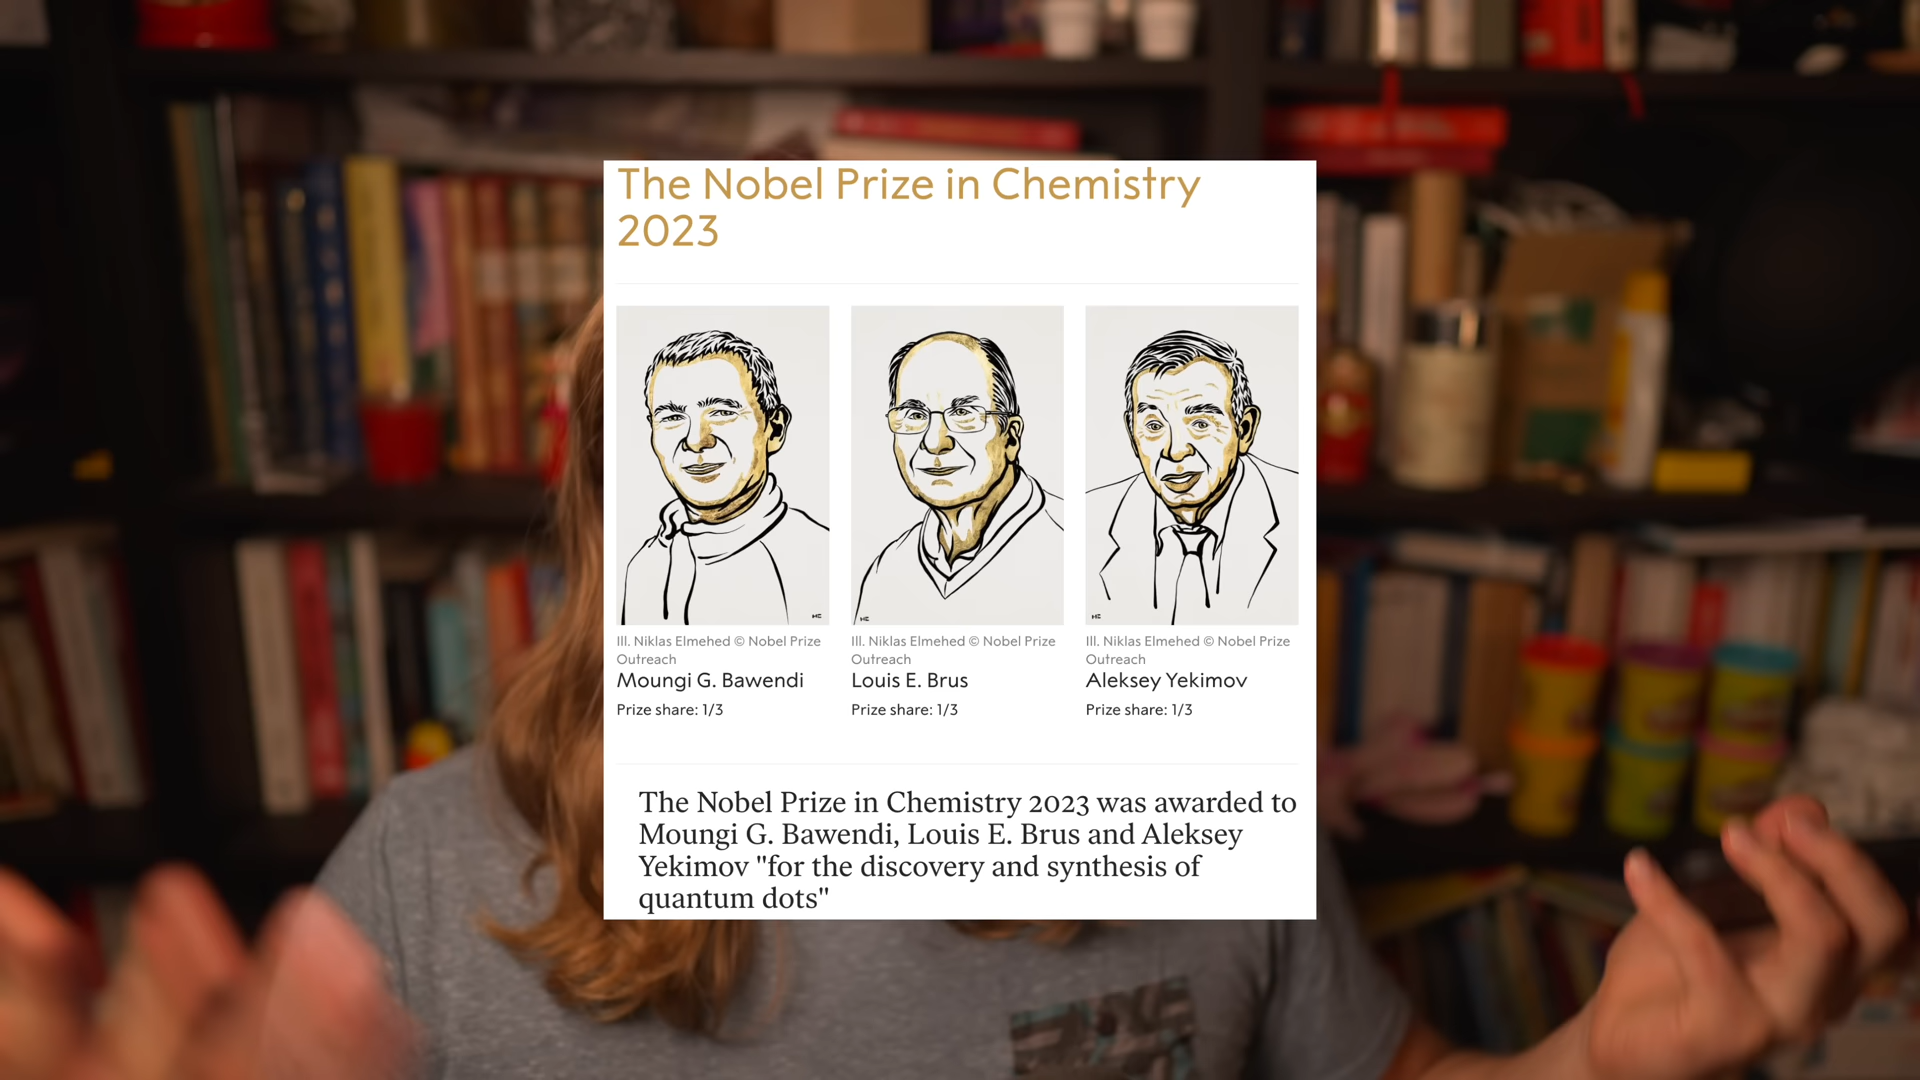 The Nobel Prize in Chemistry
2023
Ill. Niklas Elmehed © Nobel Prize
Outreach
Moungi G. Bawendi
Prize share: 1/3
Ill. Niklas Elmehed © Nobel Prize
Outreach
Louis E. Brus
Prize share: 1/3
Ill. Niklas Elmehed © Nobel Prize
Outreach
Aleksey Yekimov
Prize share: 1/3
The Nobel Prize in Chemistry 2023 was awarded to
Moungi G. Bawendi, Louis E. Brus and Aleksey
Yekimov "for the discovery and synthesis of
quantum dots"